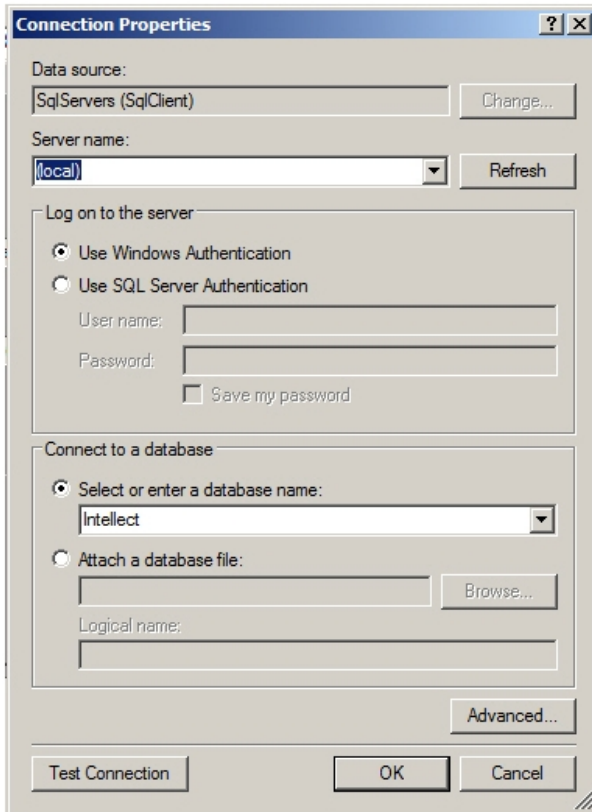 Connection Properties
Data source:
SqlServers (SqlClient)
Change...
Server name:
(local)
Refresh
Log on to the server
Use Windows Authentication
Use SQL Server Authentication
User name:
Password:
Save my password
Connect to a database
Select or enter a database name:
Intellect
Attach a database file:
Browse...
Logical name:
Advanced...
Test Connection
OK
Cancel